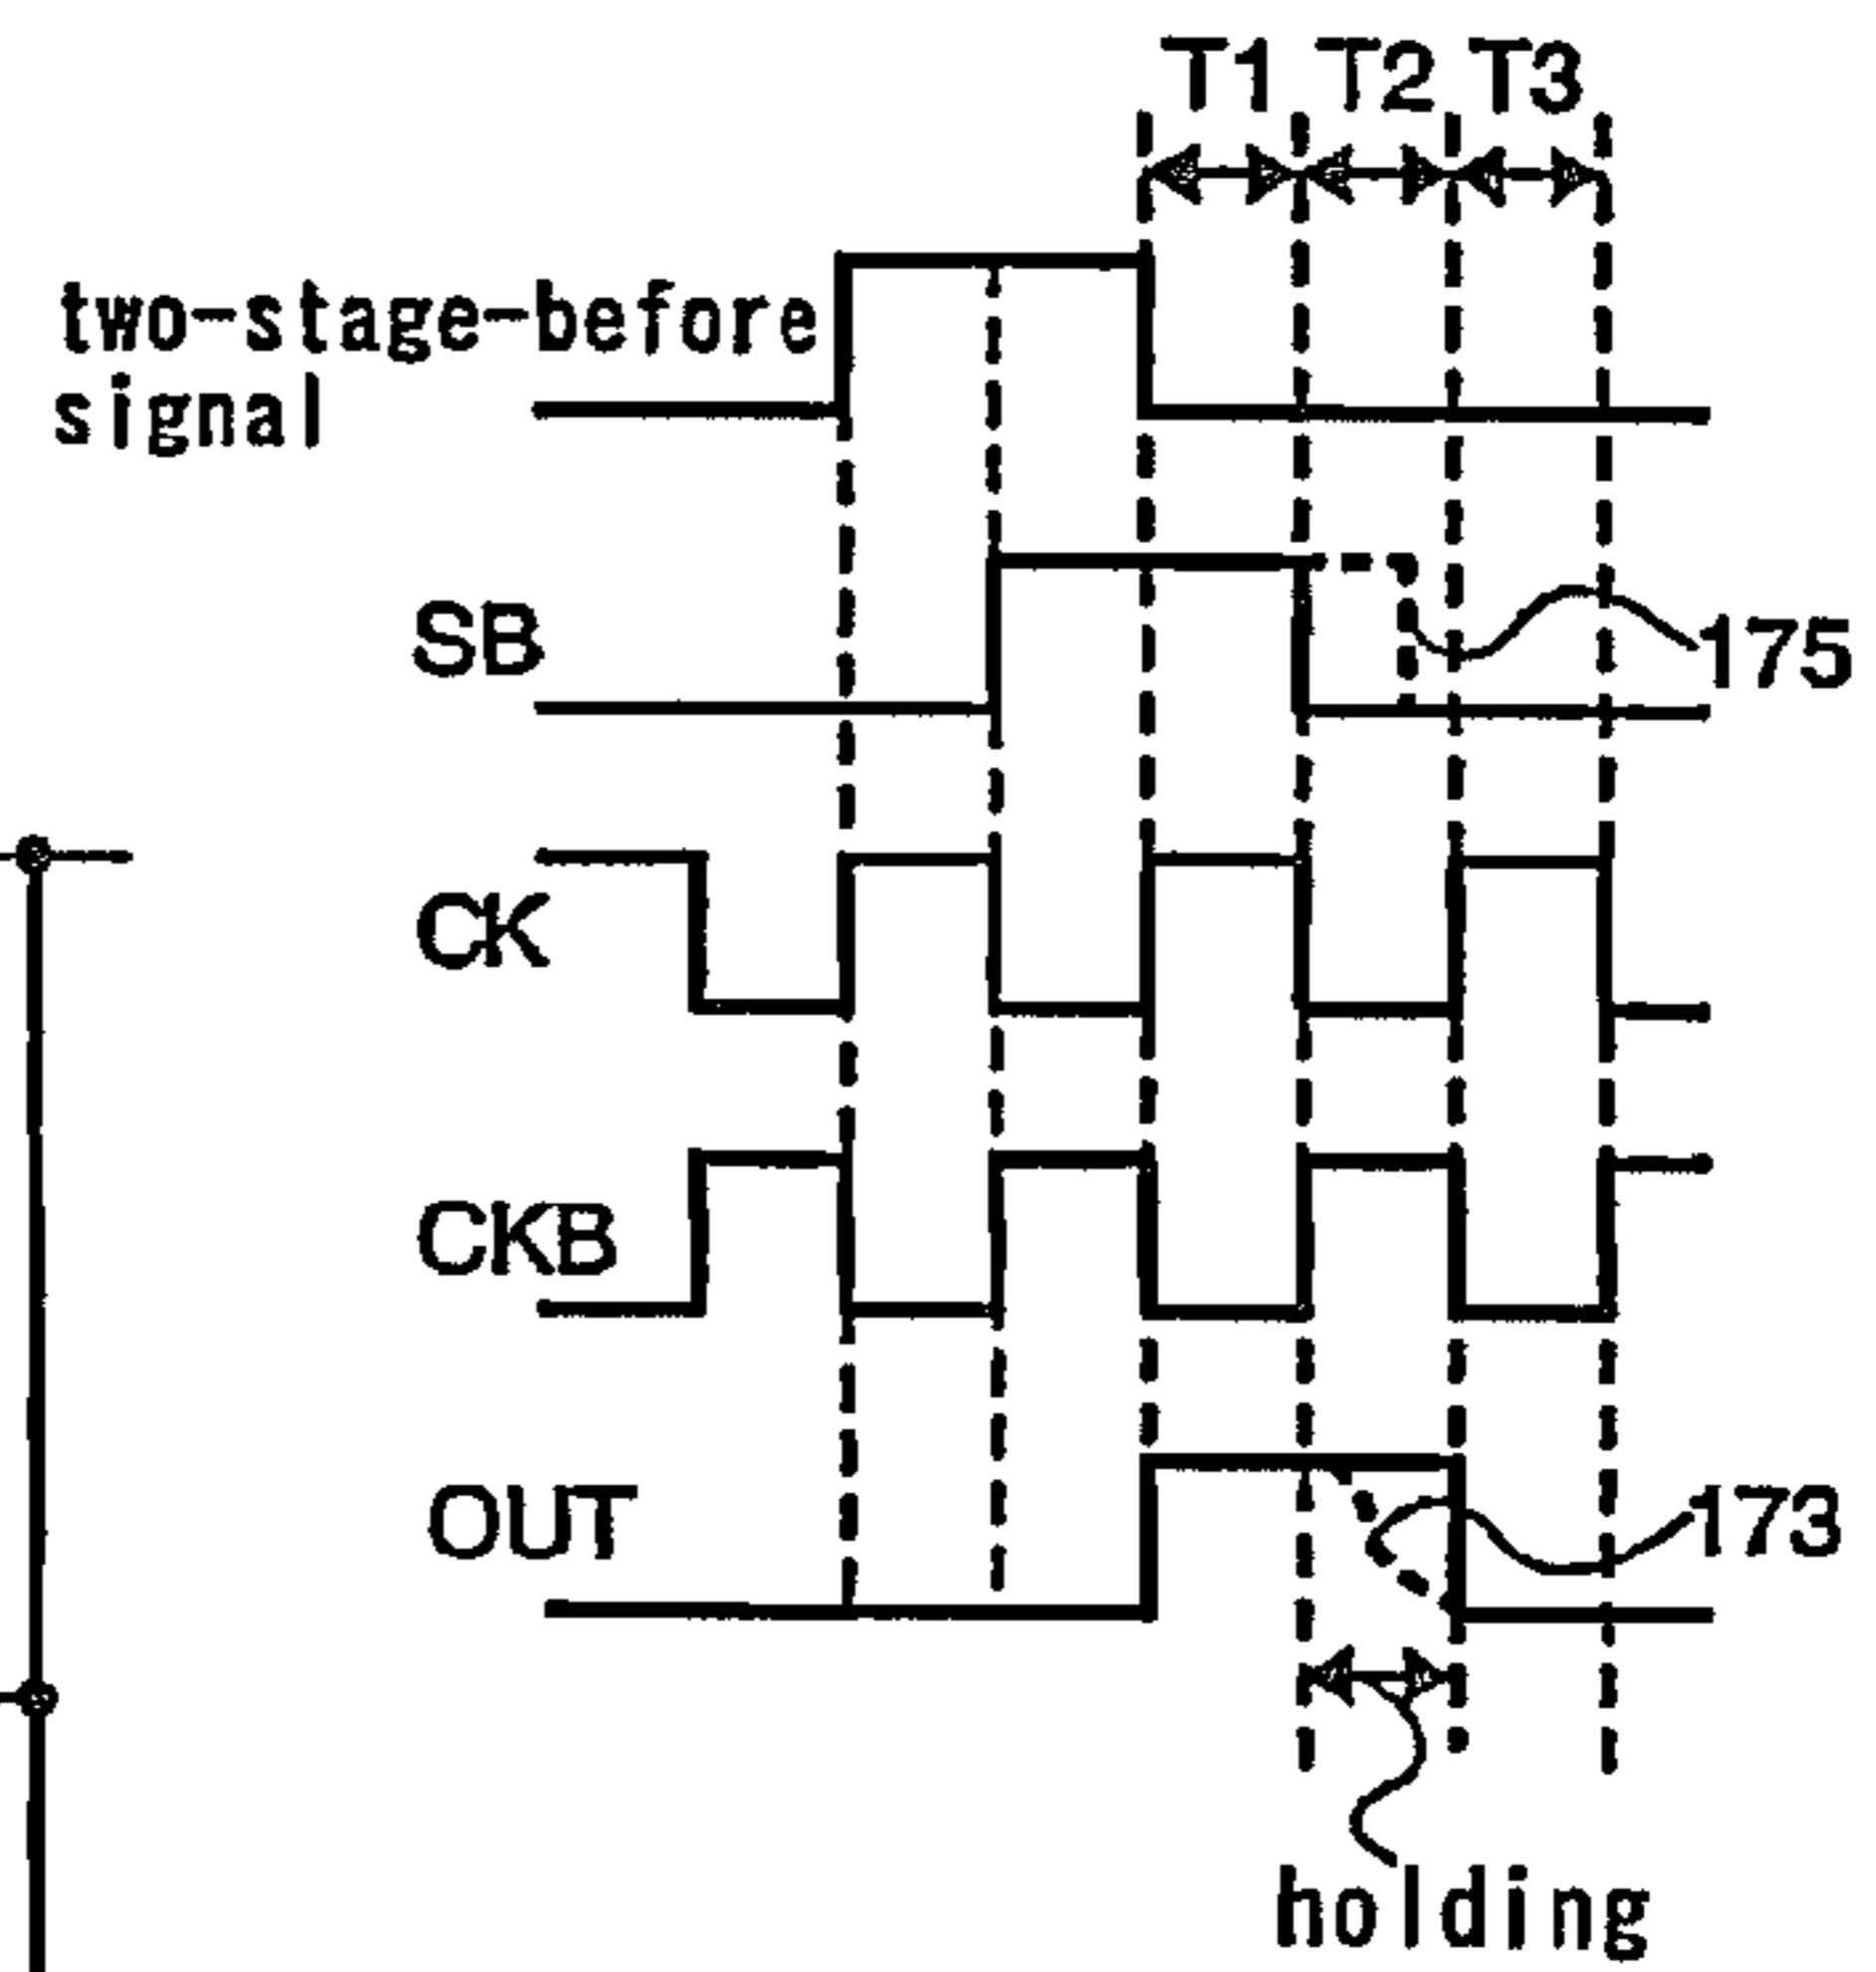 T1 T2 T3
two-stage-before
signal
SB
175
CK
CKB
OUT
173
holding